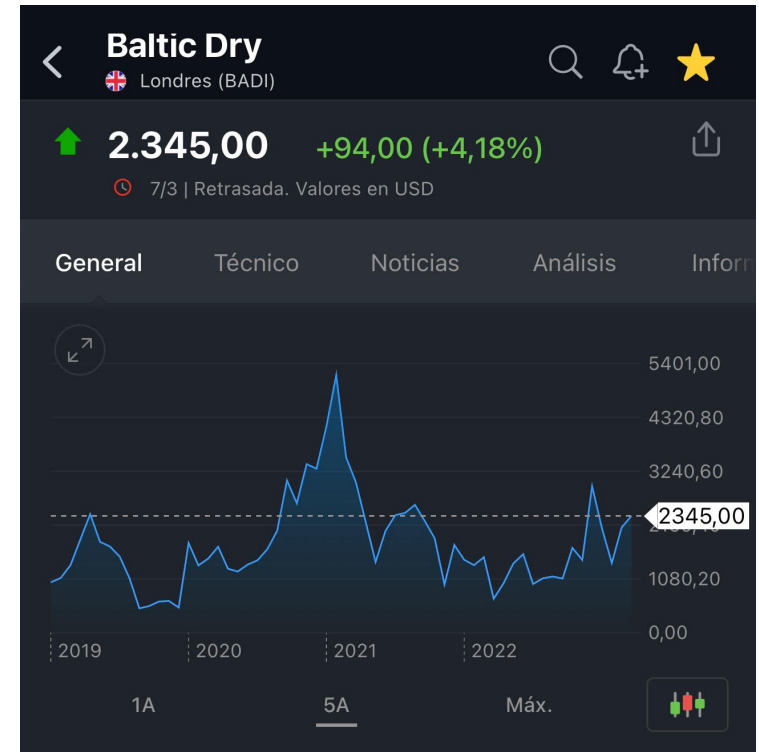 Baltic Dry
Londres (BADI)
2.345,00 +94,00 (+4,18%)
7/3 | Retrasada. Valores en USD
General Técnico Noticias Análisis Inform
5401,00
4320,80
3240,60
2345,00
1080,20
0,00
2019 2020 2021 2022
1A 5A Máx.